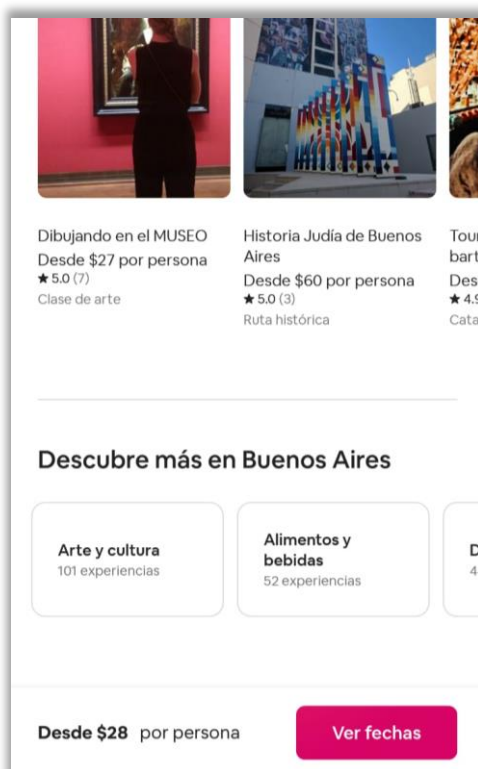 Dibujando en el MUSEO
Desde $27 por persona
★ 5.0 (7)
Clase de arte
Historia Judía de Buenos
Aires
Desde $60 por persona
★ 5.0 (3)
Ruta histórica
★ 4.9
Descubre más en Buenos Aires
Arte y cultura
101 experiencias
Alimentos y
bebidas
52 experiencias
Desde $28 por persona
Ver fechas